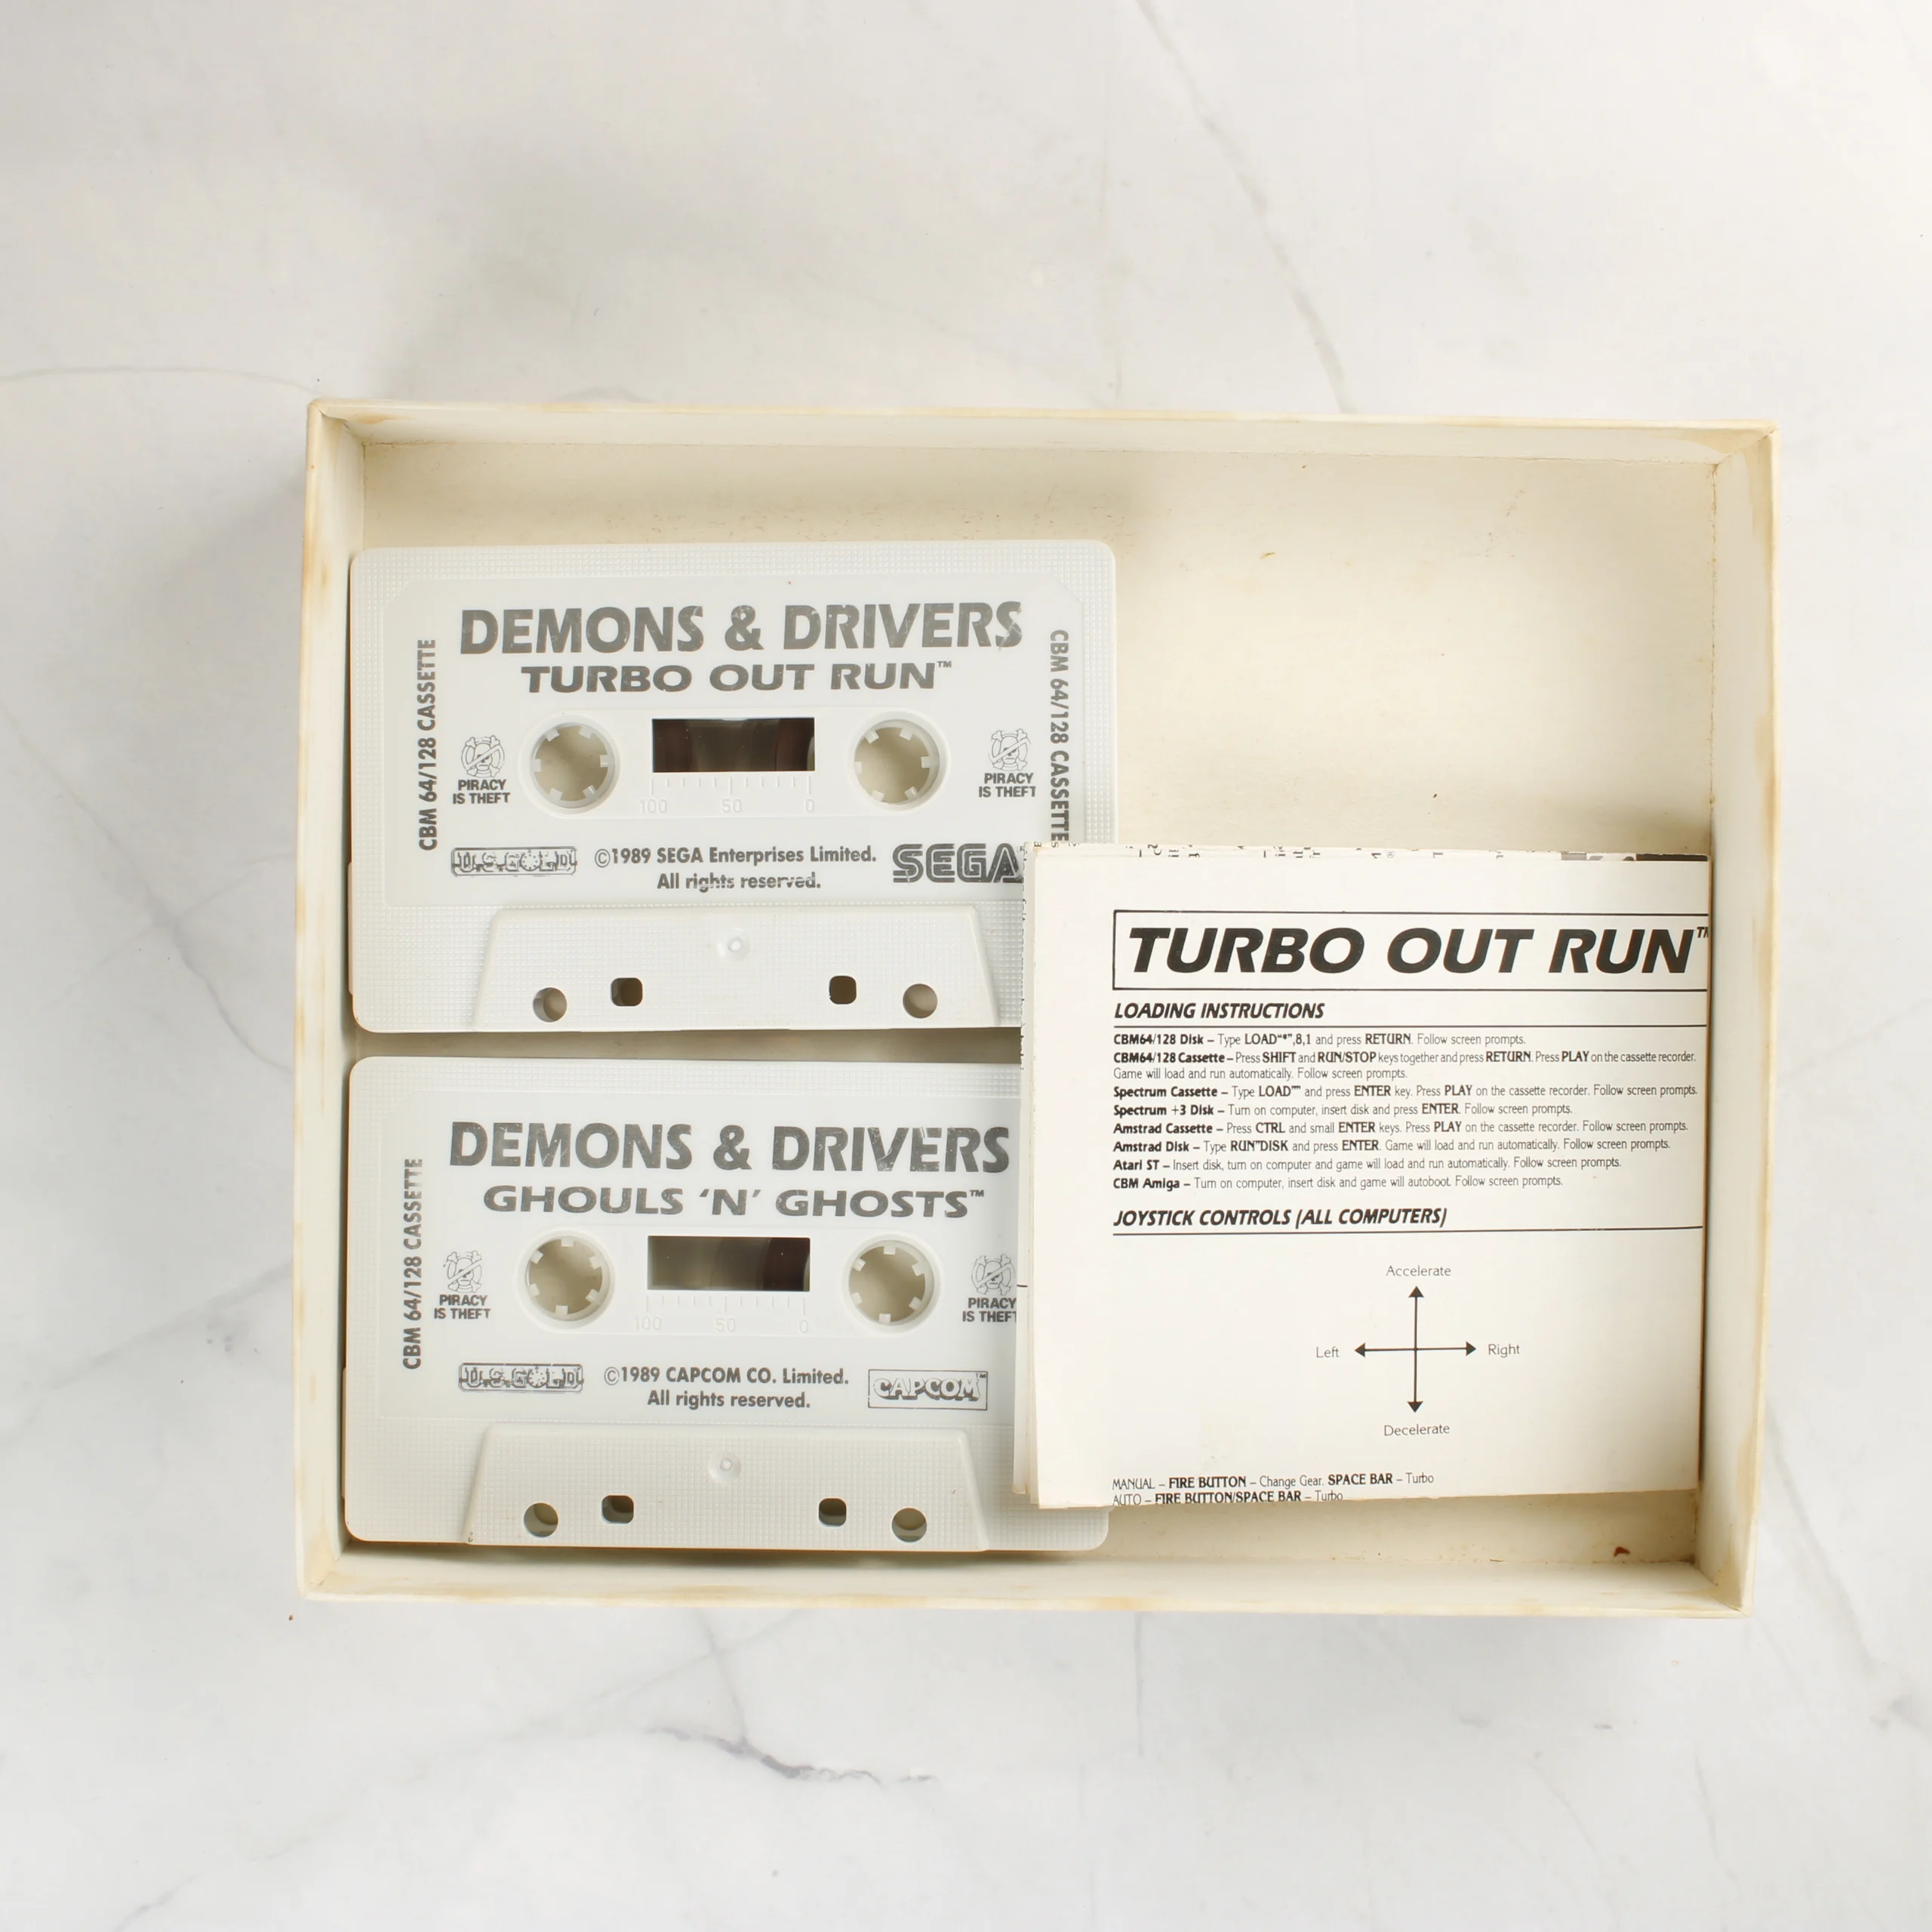 DEMONS & DRIVERS
TURBO OUT RUN™
CBM 64/128 CASSETTE
CBM 64/128 CASSETTE
PIRACY
IS THEFT
PIRACY
IS THEFT
100 50 0
U.S. GOLD
©1989 SEGA Enterprises Limited.
All rights reserved.
SEGA
DEMONS & DRIVERS
GHOULS 'N' GHOSTS™
CBM 64/128 CASSETTE
PIRACY
IS THEFT
PIRACY
IS THEFT
100 50 0
U.S. GOLD
©1989 CAPCOM CO. Limited.
All rights reserved.
CAPCOM
TURBO OUT RUN™
LOADING INSTRUCTIONS
CBM64/128 Disk – Type LOAD"*",8,1 and press RETURN. Follow screen prompts.
CBM64/128 Cassette – Press SHIFT and RUN/STOP keys together and press RETURN. Press PLAY on the cassette recorder.
Game will load and run automatically. Follow screen prompts.
Spectrum Cassette – Type LOAD"" and press ENTER key. Press PLAY on the cassette recorder. Follow screen prompts.
Spectrum +3 Disk – Turn on computer, insert disk and press ENTER. Follow screen prompts.
Amstrad Cassette – Press CTRL and small ENTER keys. Press PLAY on the cassette recorder. Follow screen prompts.
Amstrad Disk – Type RUN"DISK and press ENTER. Game will load and run automatically. Follow screen prompts.
Atari ST – Insert disk, turn on computer and game will load and run automatically. Follow screen prompts.
CBM Amiga – Turn on computer, insert disk and game will autoboot. Follow screen prompts.
JOYSTICK CONTROLS (ALL COMPUTERS)
Accelerate
Left Right
Decelerate
MANUAL – FIRE BUTTON – Change Gear. SPACE BAR – Turbo
AUTO – FIRE BUTTON/SPACE BAR – Turbo